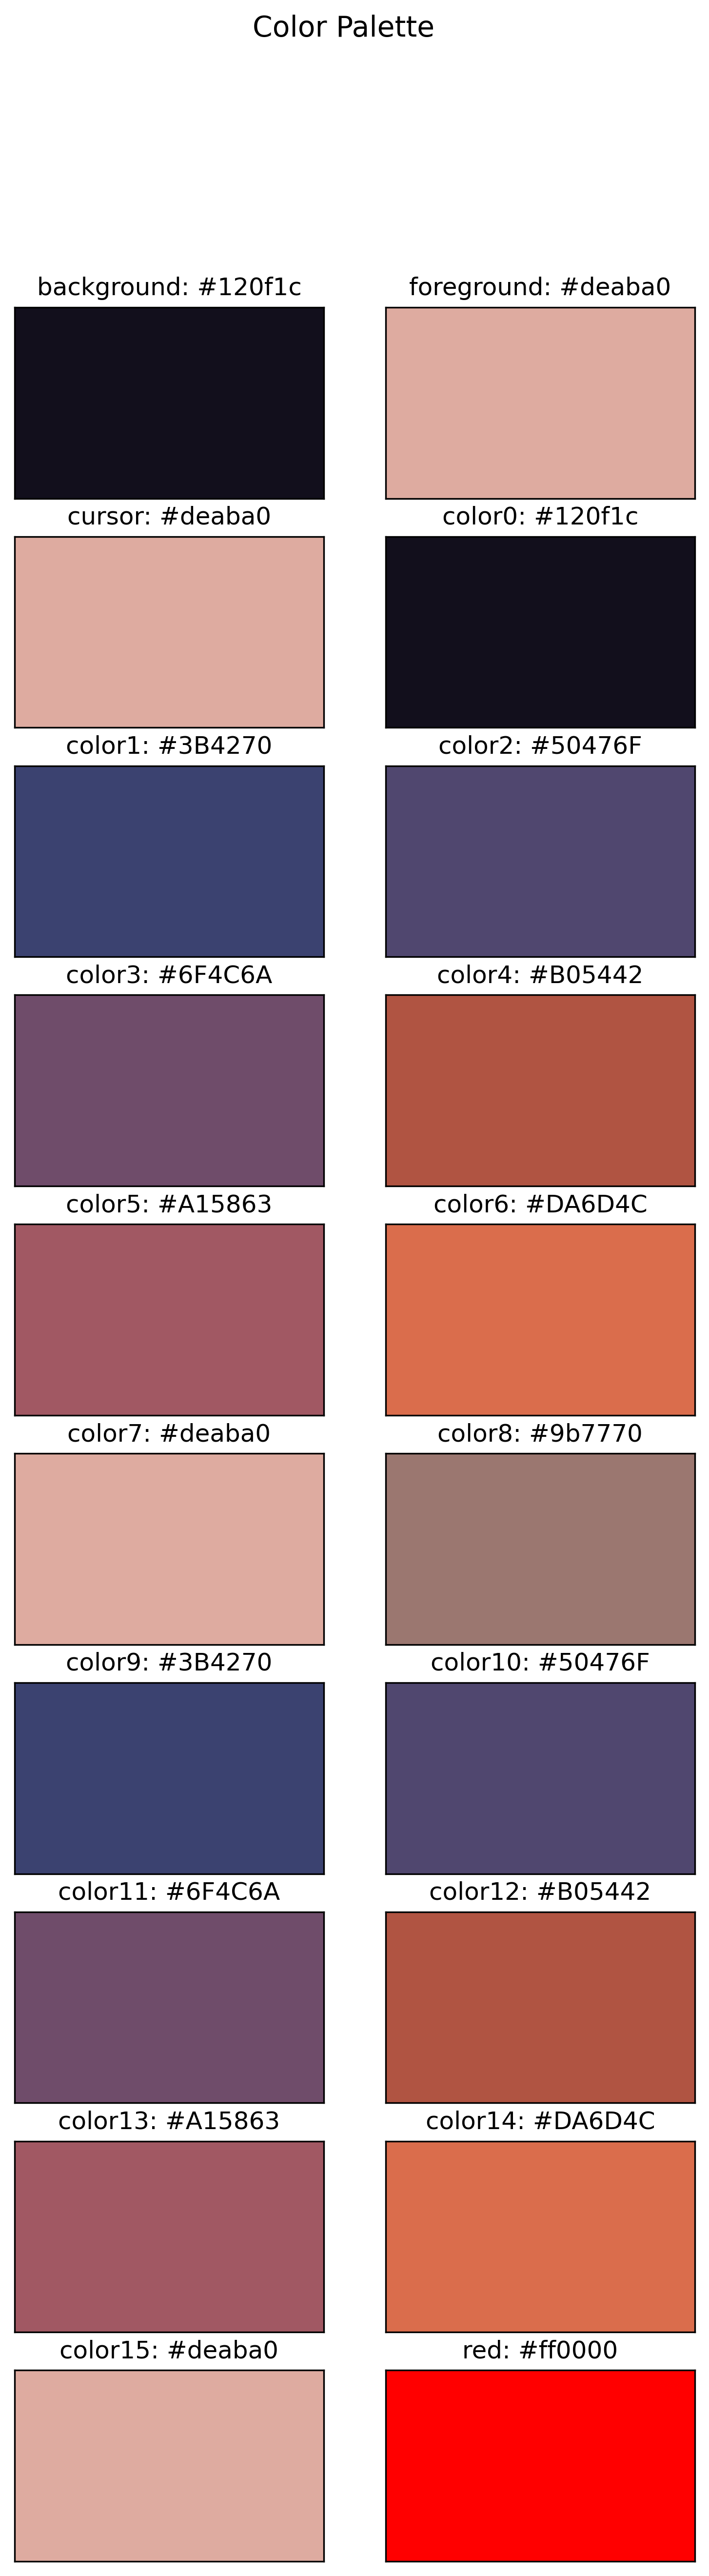 Color Palette
background: #120f1c
foreground: #deaba0
cursor: #deaba0
color0: #120f1c
color1: #3B4270
color2: #50476F
color3: #6F4C6A
color4: #B05442
color5: #A15863
color6: #DA6D4C
color7: #deaba0
color8: #9b7770
color9: #3B4270
color10: #50476F
color11: #6F4C6A
color12: #B05442
color13: #A15863
color14: #DA6D4C
color15: #deaba0
red: #ff0000